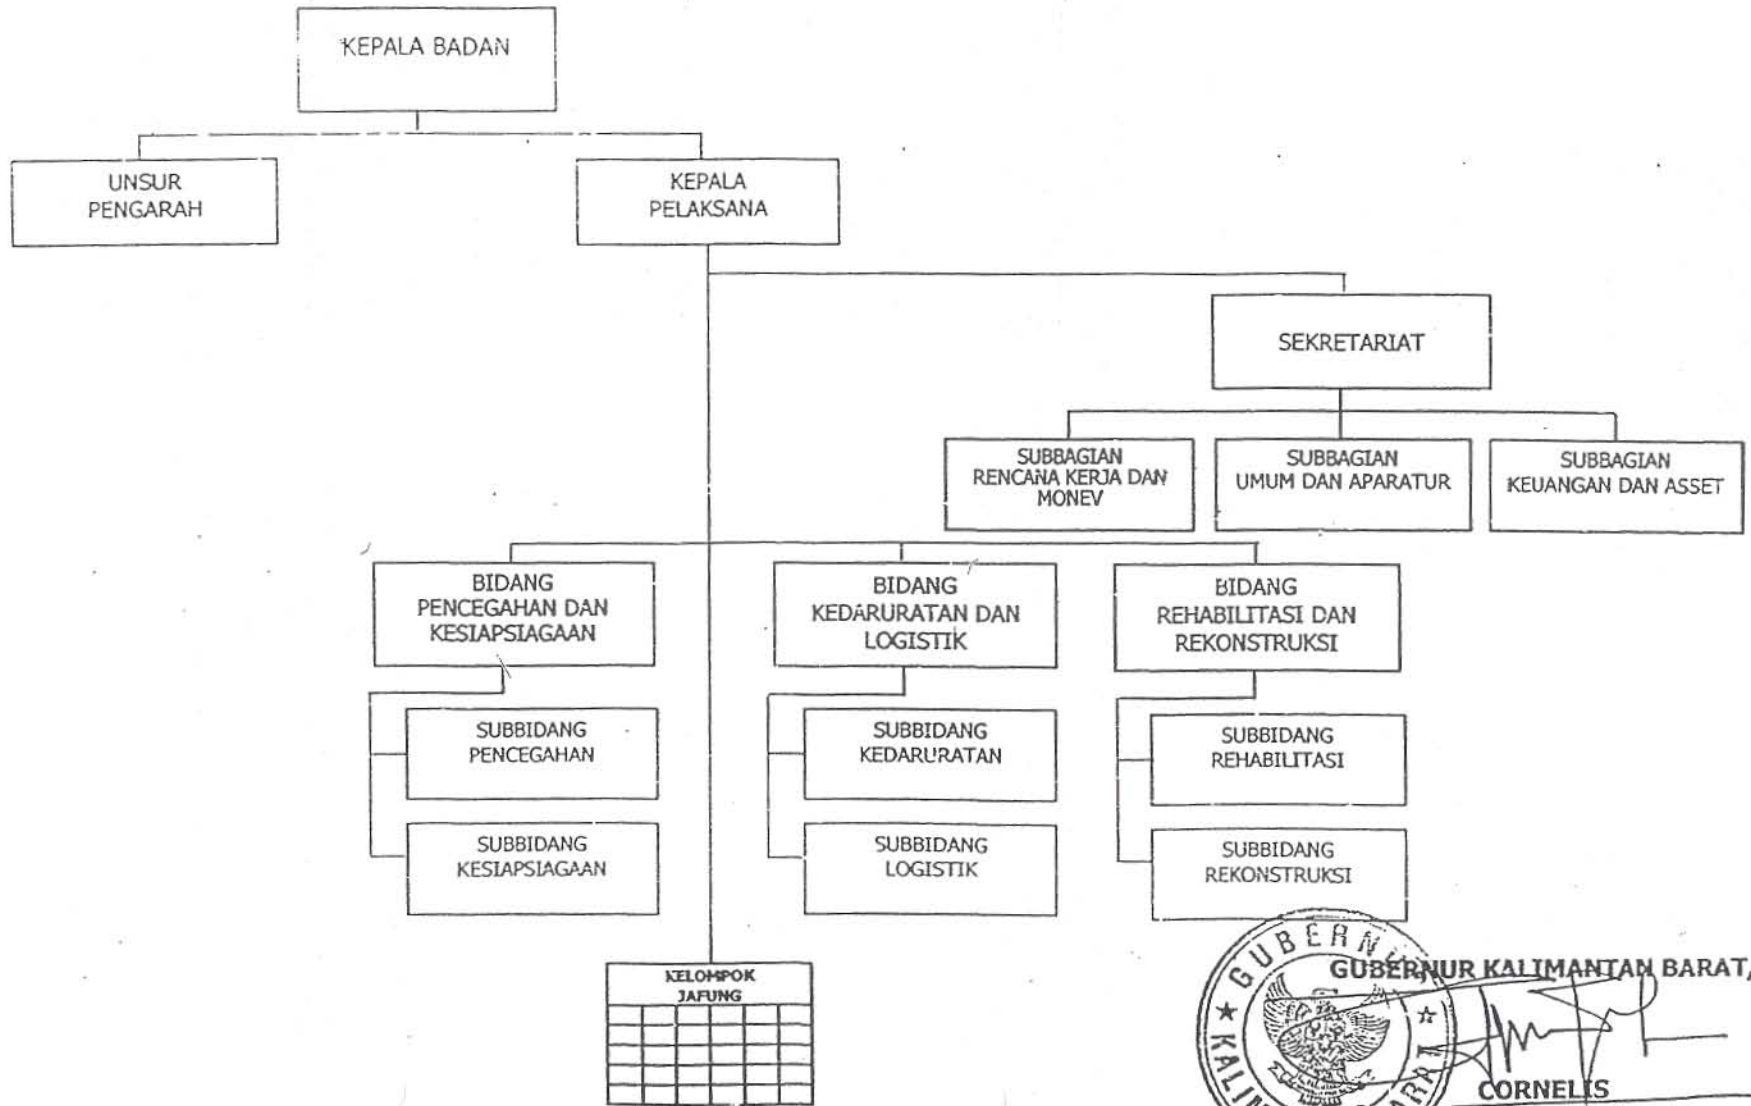 KEPALA BADAN
UNSUR
PENGARAH
KEPALA
PELAKSANA
SEKRETARIAT
SUBBAGIAN
RENCANA KERJA DAN
MONEV
SUBBAGIAN
UMUM DAN APARATUR
SUBBAGIAN
KEUANGAN DAN ASSET
BIDANG
PENCEGAHAN DAN
KESIAPSIAGAAN
BIDANG
KEDARURATAN DAN
LOGISTIK
BIDANG
REHABILITASI DAN
REKONSTRUKSI
SUBBIDANG
PENCEGAHAN
SUBBIDANG
KEDARURATAN
SUBBIDANG
REHABILITASI
SUBBIDANG
KESIAPSIAGAAN
SUBBIDANG
LOGISTIK
SUBBIDANG
REKONSTRUKSI
KELOMPOK
JAFUNG
GUBERNUR KALIMANTAN BARAT,
CORNELIS